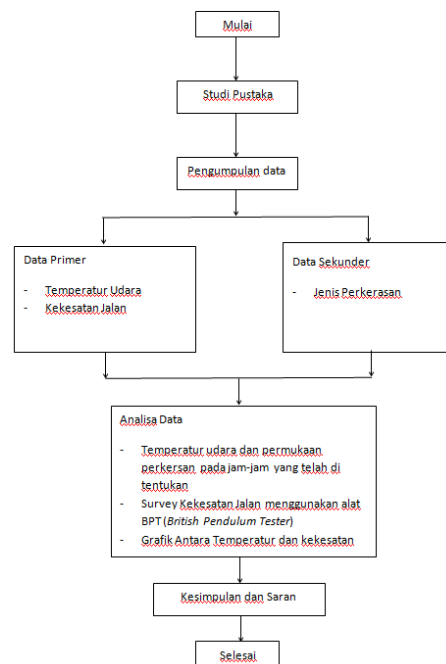 Mulai
Studi Pustaka
Pengumpulan data
Data Primer
- Temperatur Udara
- Kekesatan Jalan
Data Sekunder
- Jenis Perkerasan
Analisa Data
- Temperatur udara dan permukaan
perkersan pada jam-jam yang telah di
tentukan
- Survey Kekesatan Jalan menggunakan alat
BPT (British Pendulum Tester)
- Grafik Antara Temperatur dan kekesatan
Kesimpulan dan Saran
Selesai